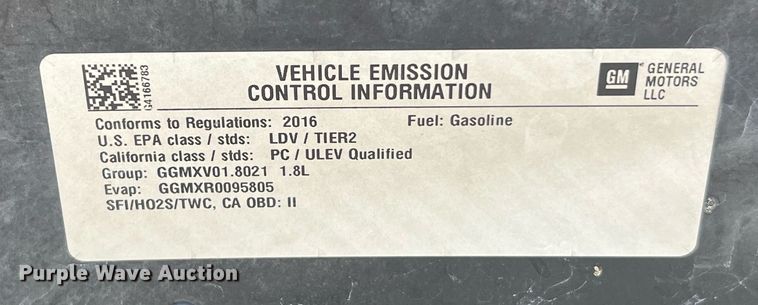 G4166783
VEHICLE EMISSION
CONTROL INFORMATION
GM GENERAL
MOTORS
LLC
Conforms to Regulations: 2016 Fuel: Gasoline
U.S. EPA class / stds: LDV / TIER2
California class / stds: PC / ULEV Qualified
Group: GGMXV01.8021 1.8L
Evap: GGMXR0095805
SFI/HO2S/TWC, CA OBD: II
Purple Wave Auction